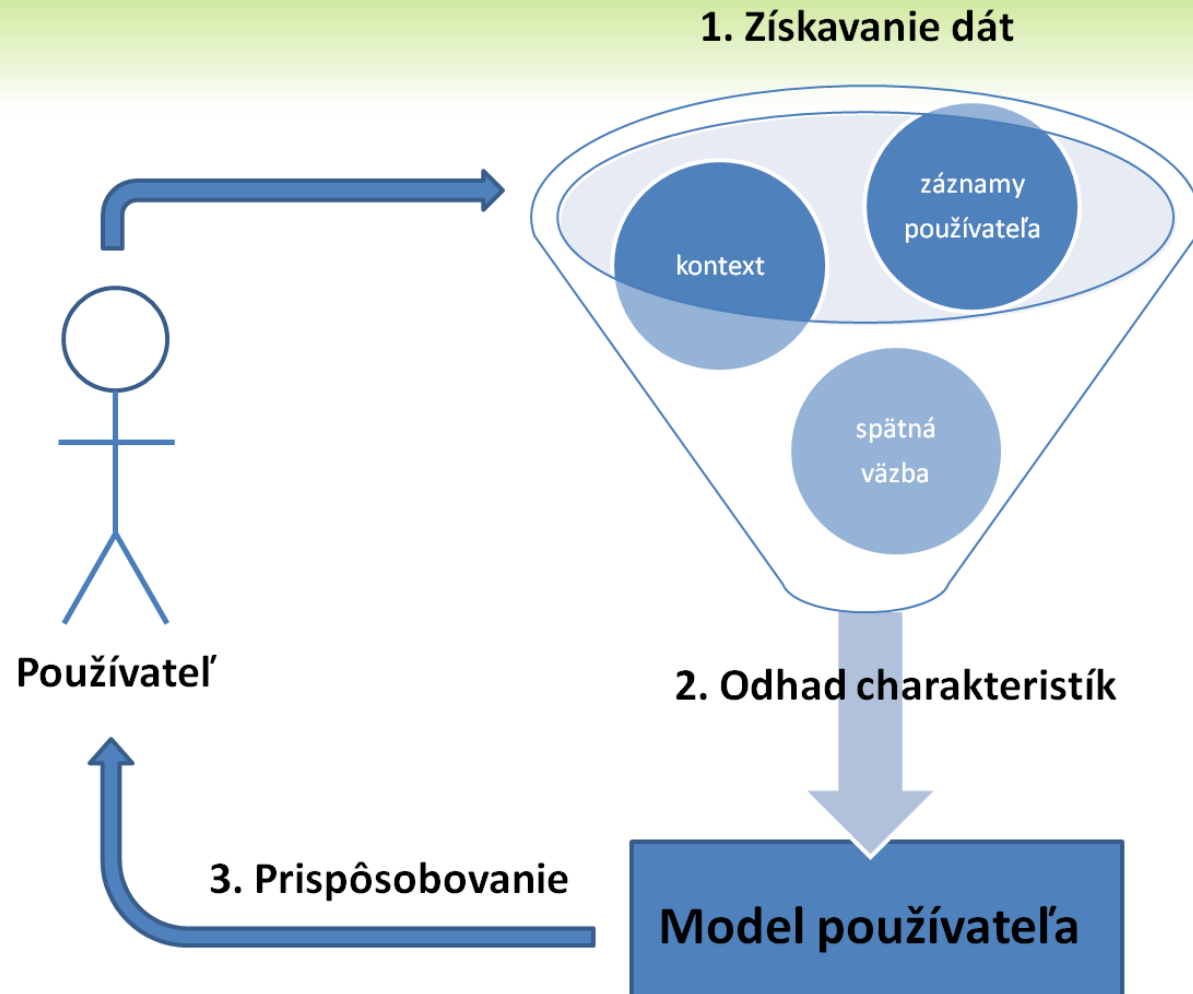 1. Získavanie dát
záznamy
používateľa
kontext
spätná
väzba
Používateľ
2. Odhad charakteristík
3. Prispôsobovanie
Model používateľa